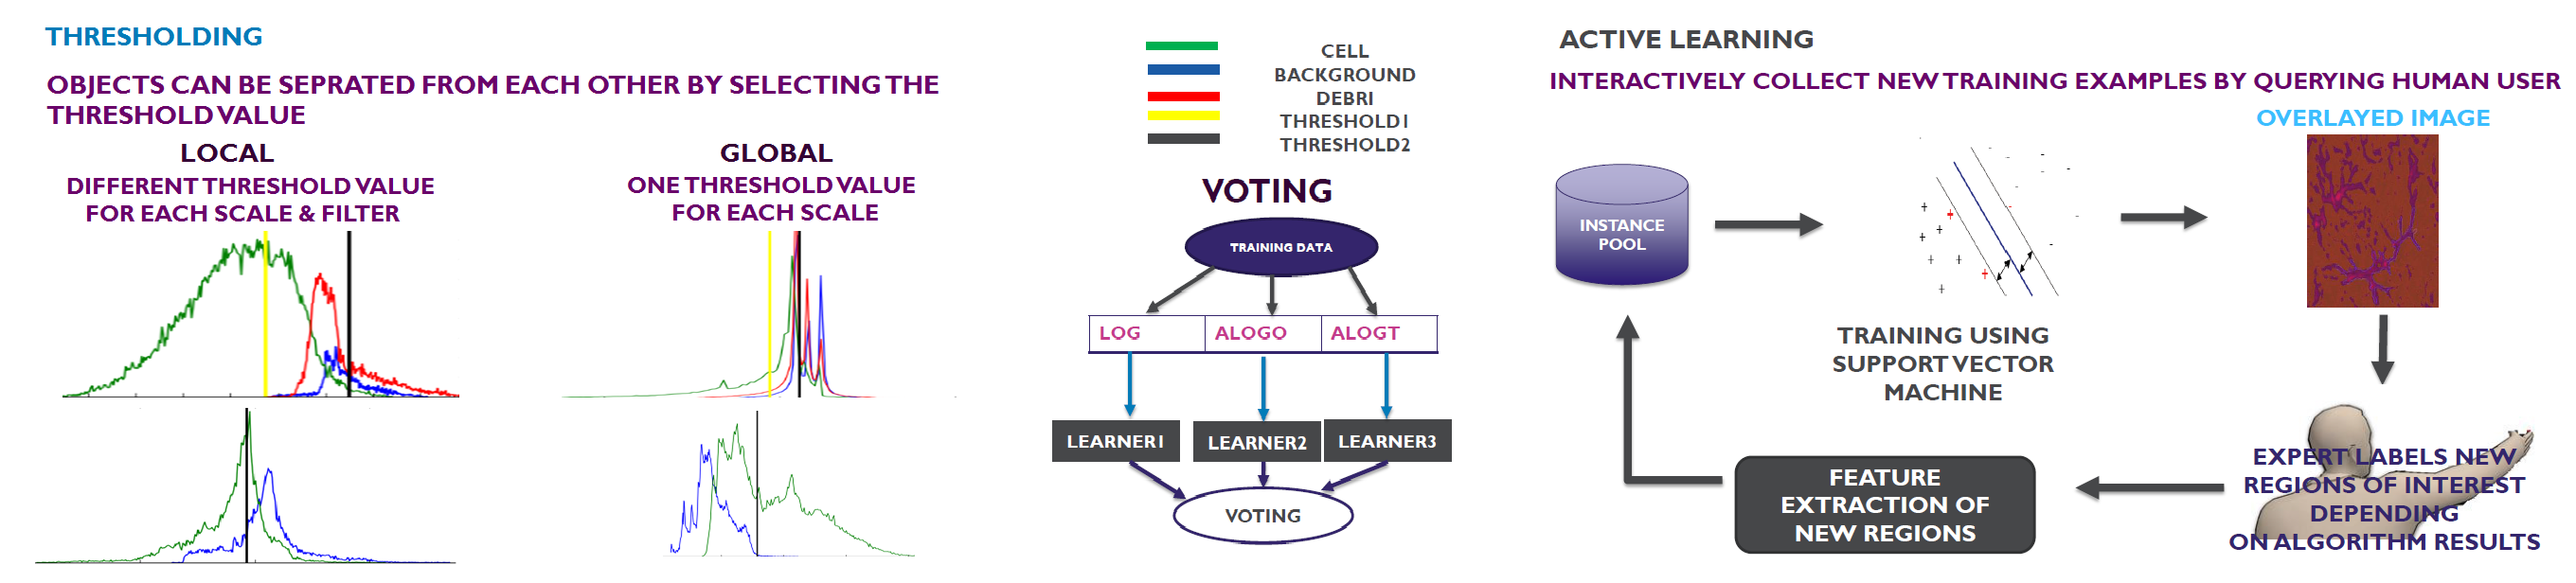 THRESHOLDING
OBJECTS CAN BE SEPRATED FROM EACH OTHER BY SELECTING THE
THRESHOLD VALUE
LOCAL
DIFFERENT THRESHOLD VALUE
FOR EACH SCALE & FILTER
GLOBAL
ONE THRESHOLD VALUE
FOR EACH SCALE
CELL
BACKGROUND
DEBRI
THRESHOLD1
THRESHOLD2
VOTING
TRAINING DATA
LOG
ALOGO
ALOGT
LEARNER1
LEARNER2
LEARNER3
VOTING
ACTIVE LEARNING
INTERACTIVELY COLLECT NEW TRAINING EXAMPLES BY QUERYING HUMAN USER
OVERLAYED IMAGE
INSTANCE
POOL
TRAINING USING
SUPPORT VECTOR
MACHINE
EXPERT LABELS NEW
REGIONS OF INTEREST
DEPENDING
ON ALGORITHM RESULTS
FEATURE
EXTRACTION OF
NEW REGIONS